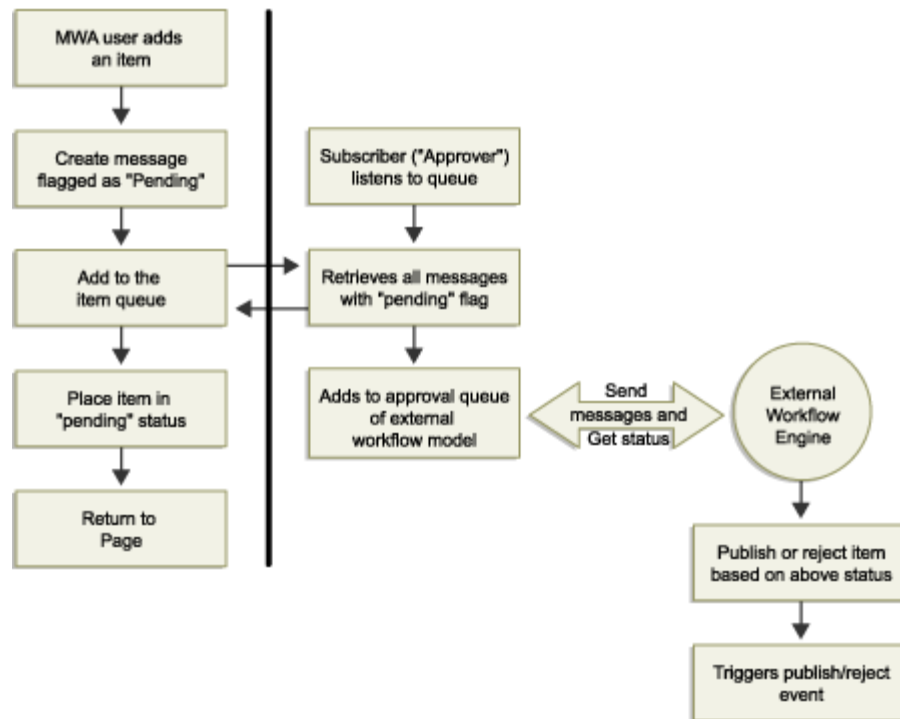 MWA user adds
an item
Create message
flagged as "Pending"
Add to the
item queue
Place item in
"pending" status
Return to
Page
Subscriber ("Approver")
listens to queue
Retrieves all messages
with "pending" flag
Adds to approval queue
of external
workflow model
Send
messages and
Get status
External
Workflow
Engine
Publish or reject item
based on above status
Triggers publish/reject
event